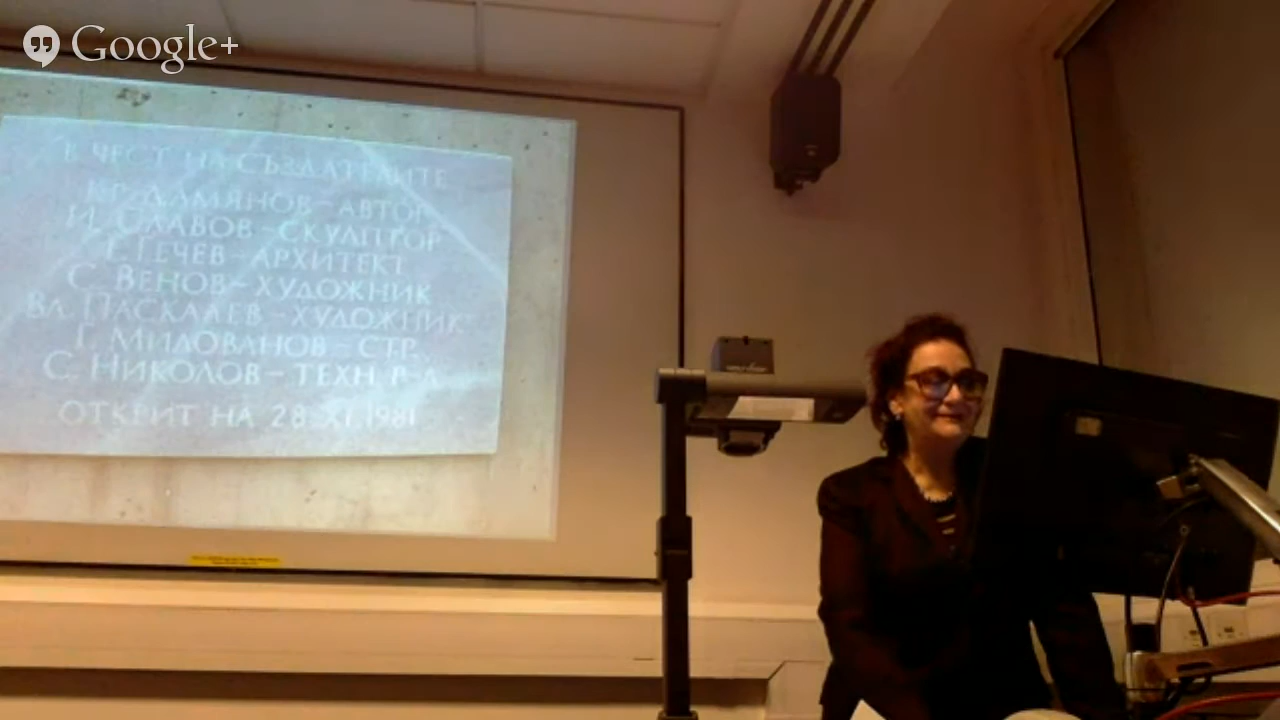 Google+
В ЧЕСТ НА СЪЗДАТЕЛИТЕ
ДАМЯНОВ - АВТОР
И. СЛАВОВ - СКУЛПТОР
Г. ГЕЧЕВ - АРХИТЕКТ
С. ВЕНОВ - ХУДОЖНИК
ВЛ. ПАСКАЛЕВ - ХУДОЖНИК
Г. МИЛОВАНОВ - СТР.
С. НИКОЛОВ - ТЕХН. Р-Л
ОТКРИТ НА 28.XI.1981